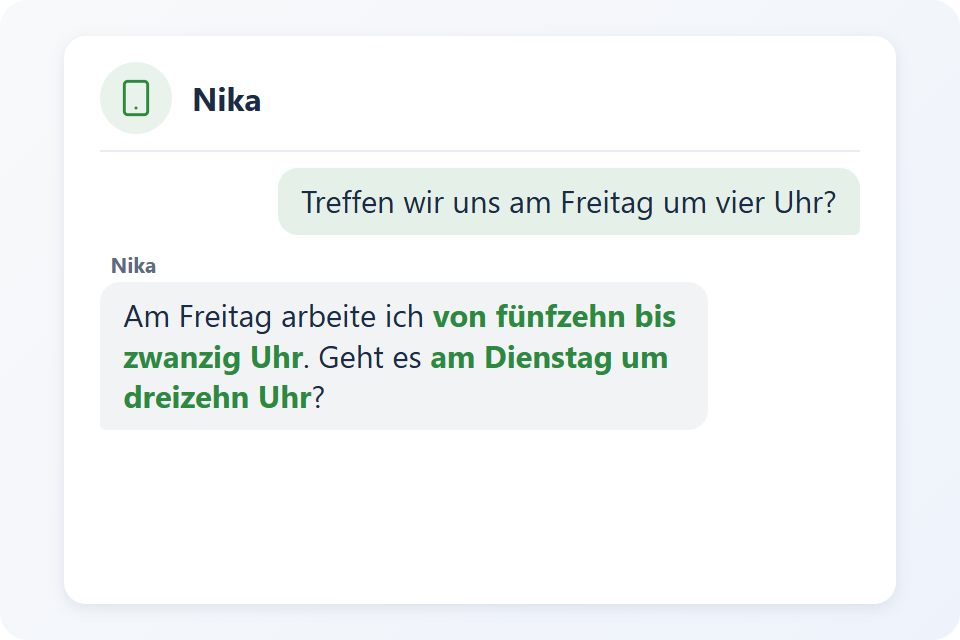 Nika
Treffen wir uns am Freitag um vier Uhr?
Nika
Am Freitag arbeite ich von fünfzehn bis
zwanzig Uhr. Geht es am Dienstag um
dreizehn Uhr?